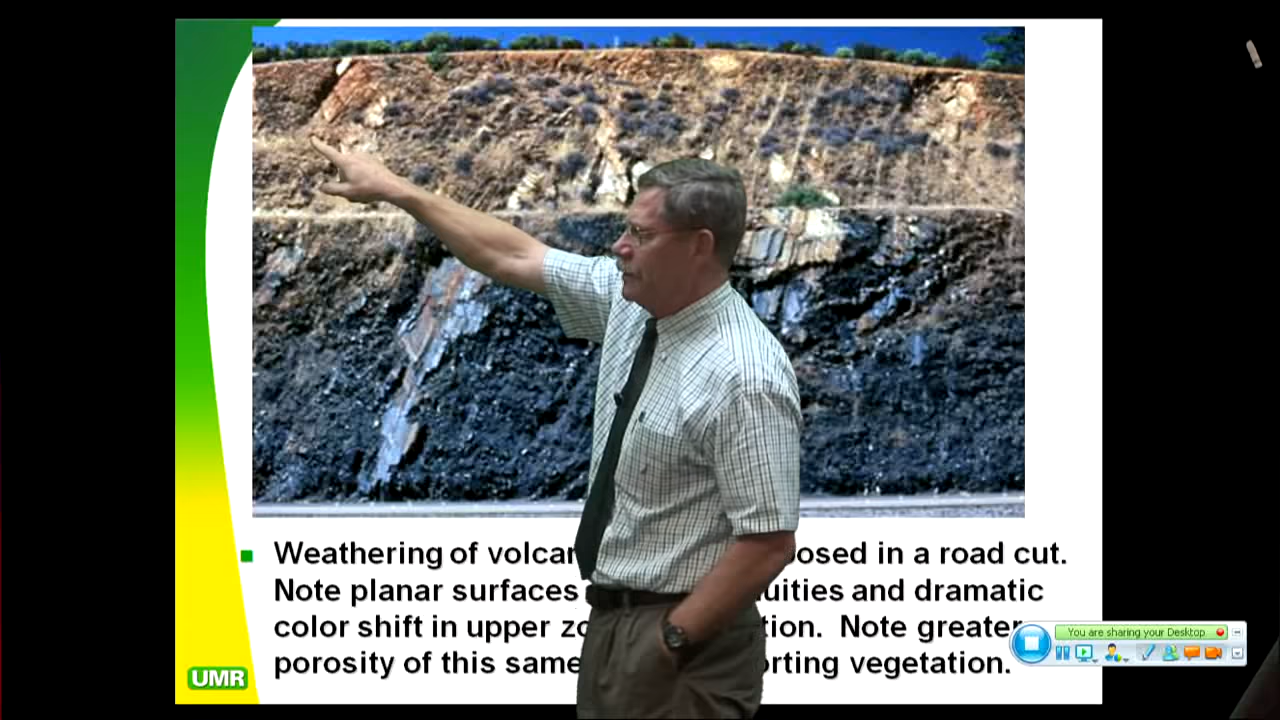 Weathering of volcan posed in a road cut.
Note planar surfaces uities and dramatic
color shift in upper zo tion. Note greater
porosity of this same orting vegetation.
UMR
You are sharing your Desktop